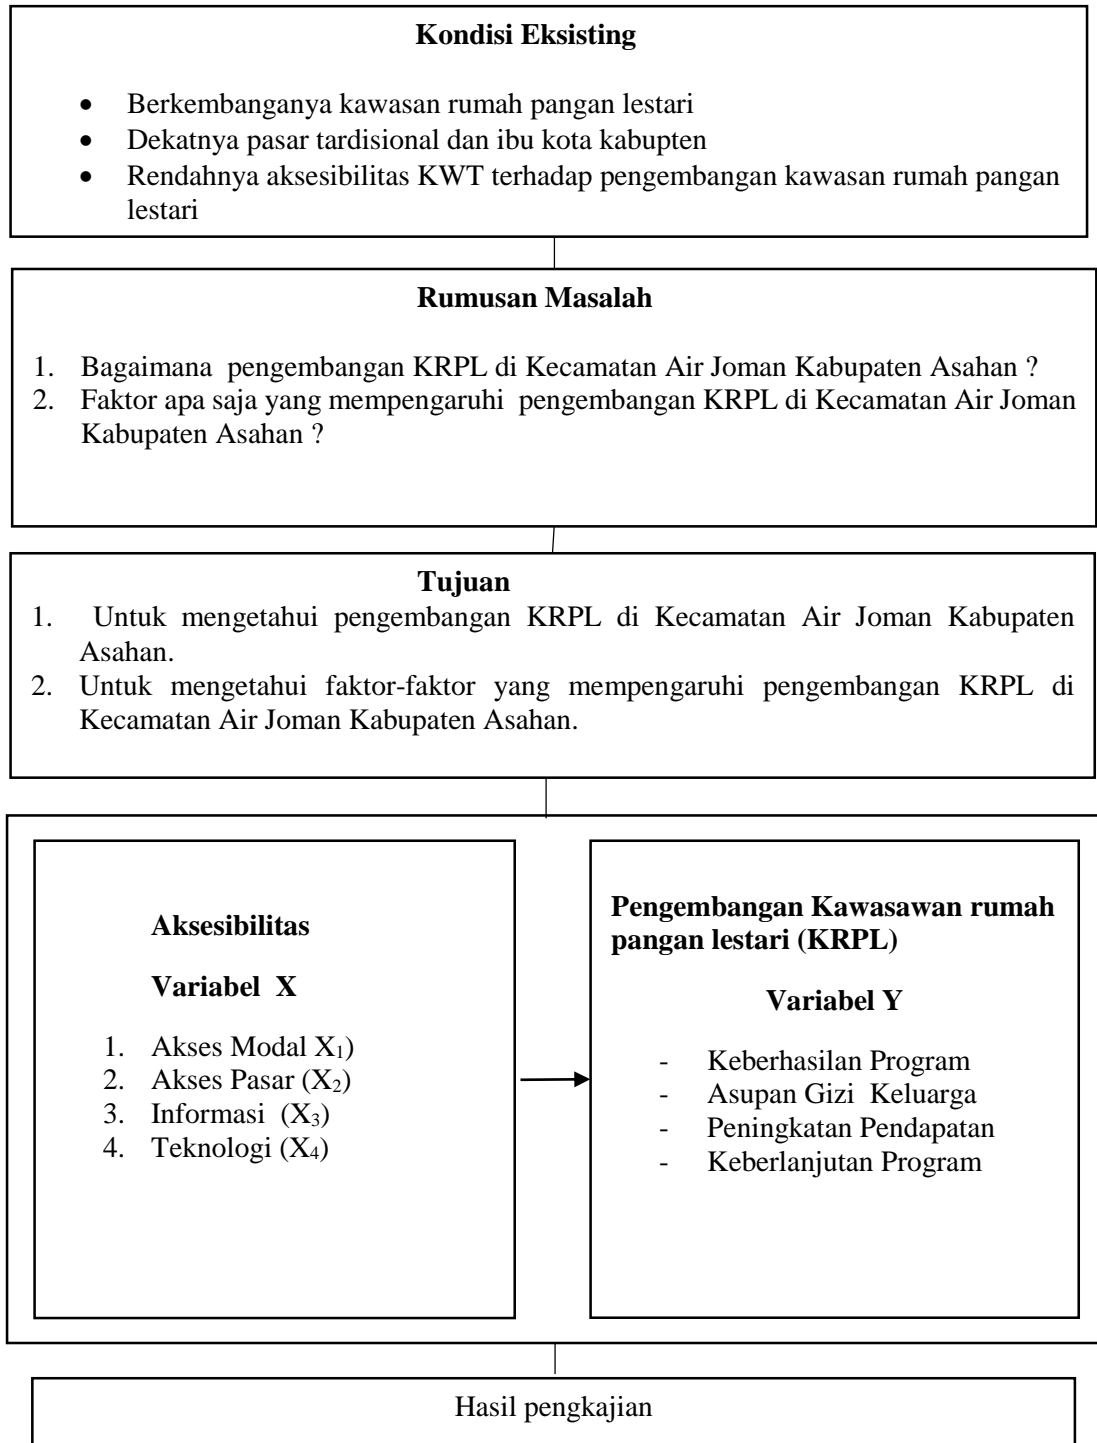 Kondisi Eksisting
• Berkembanganya kawasan rumah pangan lestari
• Dekatnya pasar tardisional dan ibu kota kabupten
• Rendahnya aksesibilitas KWT terhadap pengembangan kawasan rumah pangan
lestari
Rumusan Masalah
1. Bagaimana pengembangan KRPL di Kecamatan Air Joman Kabupaten Asahan ?
2. Faktor apa saja yang mempengaruhi pengembangan KRPL di Kecamatan Air Joman
Kabupaten Asahan ?
Tujuan
1. Untuk mengetahui pengembangan KRPL di Kecamatan Air Joman Kabupaten
Asahan.
2. Untuk mengetahui faktor-faktor yang mempengaruhi pengembangan KRPL di
Kecamatan Air Joman Kabupaten Asahan.
Aksesibilitas
Variabel X
1. Akses Modal X₁)
2. Akses Pasar (X₂)
3. Informasi (X₃)
4. Teknologi (X₄)
Pengembangan Kawasawan rumah
pangan lestari (KRPL)
Variabel Y
- Keberhasilan Program
- Asupan Gizi Keluarga
- Peningkatan Pendapatan
- Keberlanjutan Program
Hasil pengkajian